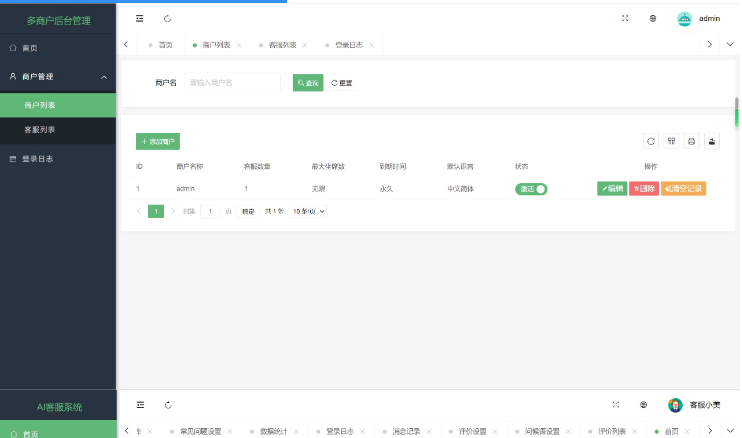 多商户后台管理
admin
首页
商户列表
客服列表
登录日志
首页
商户管理
商户列表
客服列表
登录日志
商户名
请输入商户名
查询
重置
添加商户
ID
商户名称
客服数量
最大坐席数
到期时间
默认语言
状态
操作
1
admin
1
无限
永久
中文简体
激活
编辑
删除
清空记录
1
到第
1
页
确定
共 1 条
10 条/页
AI客服系统
客服小美
首页
常见问题设置
数据统计
登录日志
消息记录
评价设置
问候语设置
评价列表
首页